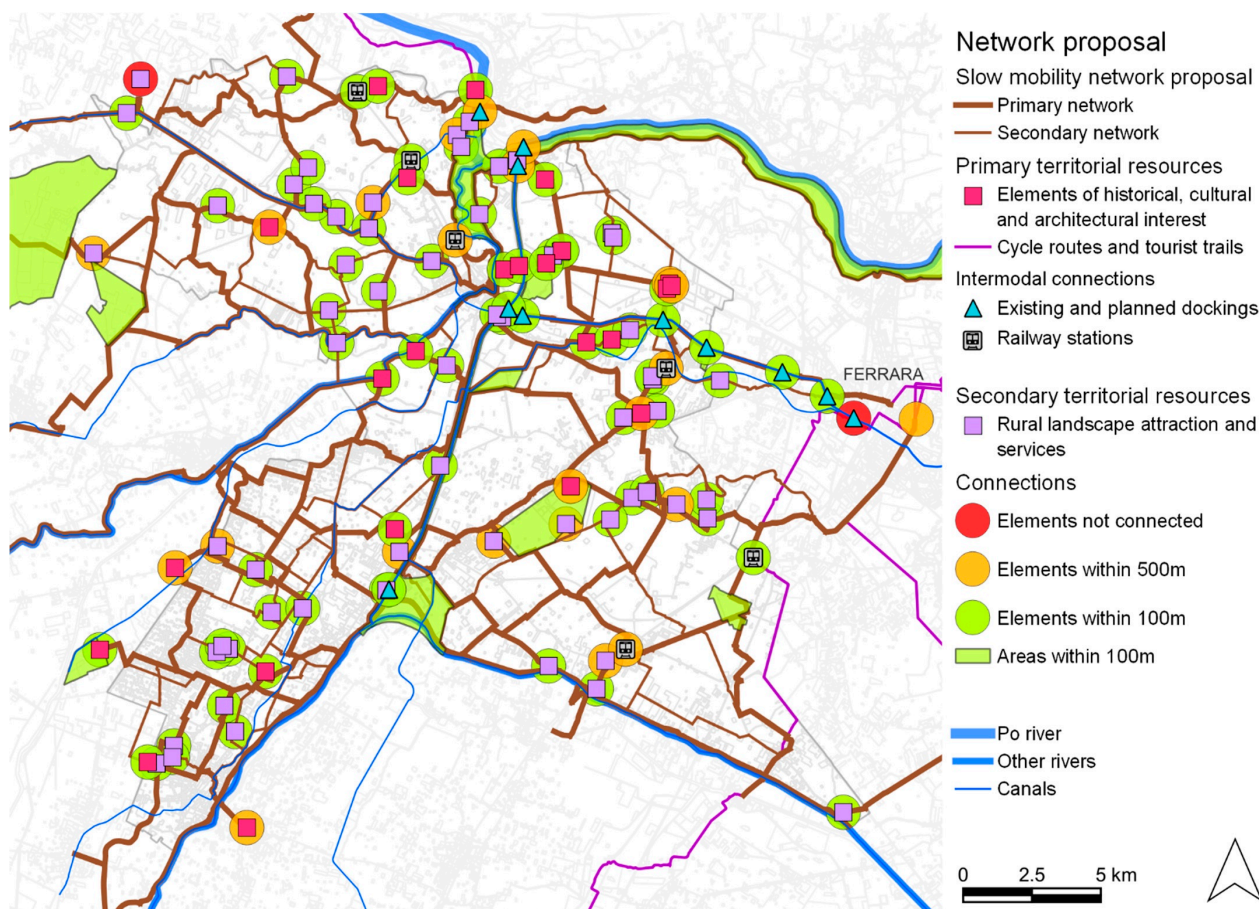 Network proposal
Slow mobility network proposal
Primary network
Secondary network
Primary territorial resources
Elements of historical, cultural
and architectural interest
Cycle routes and tourist trails
Intermodal connections
Existing and planned dockings
Railway stations
FERRARA
Secondary territorial resources
Rural landscape attraction and
services
Connections
Elements not connected
Elements within 500m
Elements within 100m
Areas within 100m
Po river
Other rivers
Canals
0 2.5 5 km